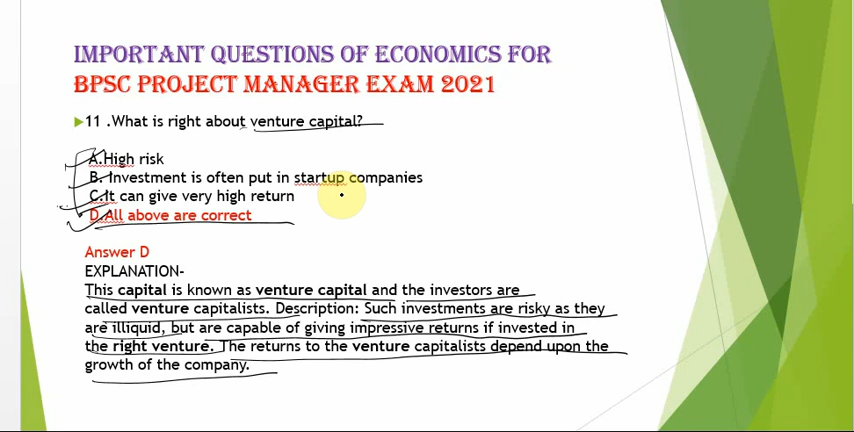 IMPORTANT QUESTIONS OF ECONOMICS FOR
BPSC PROJECT MANAGER EXAM 2021
11 .What is right about venture capital?
A.High risk
B. Investment is often put in startup companies
C.It can give very high return
D.All above are correct
Answer D
EXPLANATION-
This capital is known as venture capital and the investors are
called venture capitalists. Description: Such investments are risky as they
are illiquid, but are capable of giving impressive returns if invested in
the right venture. The returns to the venture capitalists depend upon the
growth of the company.